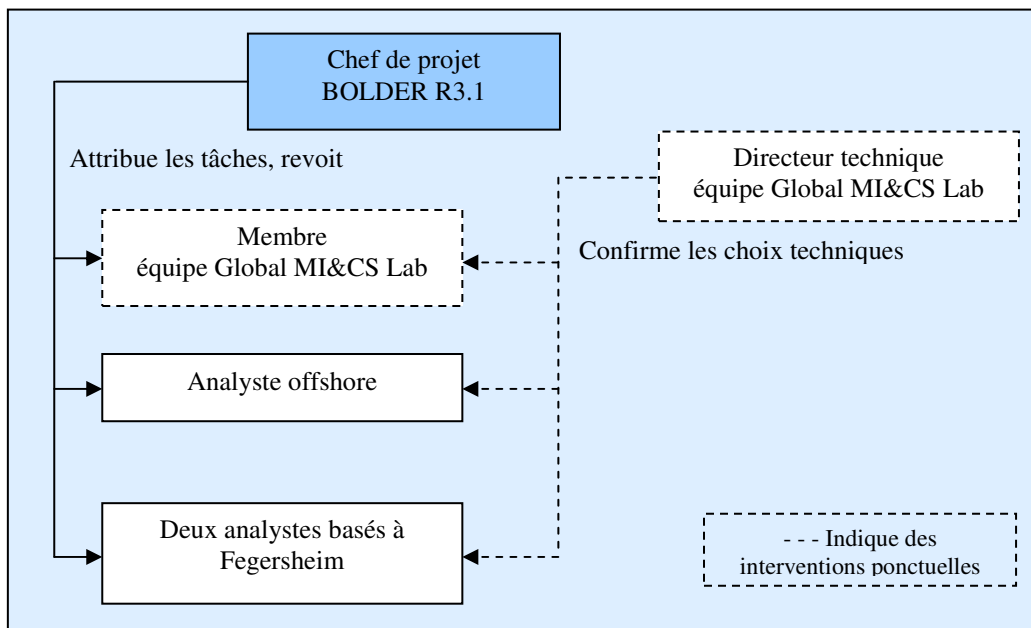 Chef de projet
BOLDER R3.1
Attribue les tâches, revoit
Directeur technique
équipe Global MI&CS Lab
Membre
équipe Global MI&CS Lab
Confirme les choix techniques
Analyste offshore
Deux analystes basés à
Fegersheim
- - - Indique des
interventions ponctuelles